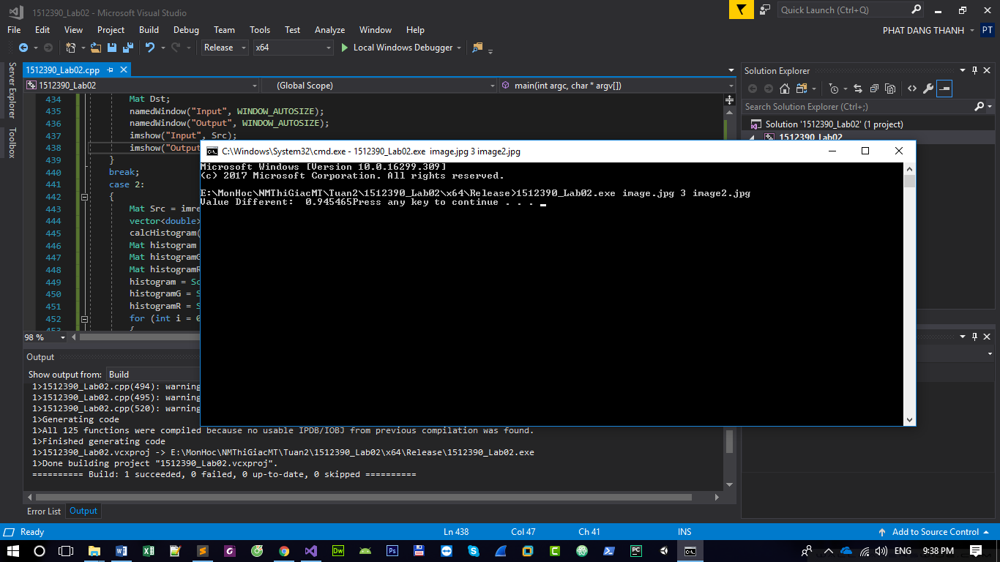 1512390_Lab02 - Microsoft Visual Studio
Quick Launch (Ctrl+Q)
File Edit View Project Build Debug Team Tools Test Analyze Window Help
PHAT DANG THANH PT
Release x64 Local Windows Debugger
Server Explorer
Toolbox
1512390_Lab02.cpp
1512390_Lab02 (Global Scope) main(int argc, char * argv[])
434 Mat Dst;
435 namedWindow("Input", WINDOW_AUTOSIZE);
436 namedWindow("Output", WINDOW_AUTOSIZE);
437 imshow("Input", Src);
438 imshow("Output
439 }
440 break;
441 case 2:
442 {
443 Mat Src = imre
444 vector<double>
445 calcHistogram(
446 Mat histogram
447 Mat histogramG
448 Mat histogramR
449 histogram = Sc
450 histogramG = S
451 histogramR = S
452 for (int i = 0
453 {
98 %
Solution Explorer
Search Solution Explorer (Ctrl+;)
Solution '1512390_Lab02' (1 project)
1512390_Lab02
C:\Windows\System32\cmd.exe - 1512390_Lab02.exe image.jpg 3 image2.jpg
Microsoft Windows [Version 10.0.16299.309]
(c) 2017 Microsoft Corporation. All rights reserved.
E:\MonHoc\NMThiGiacMT\Tuan2\1512390_Lab02\x64\Release>1512390_Lab02.exe image.jpg 3 image2.jpg
Value Different: 0.945465Press any key to continue . . .
Output
Show output from: Build
1>1512390_Lab02.cpp(494): warning
1>1512390_Lab02.cpp(495): warning
1>1512390_Lab02.cpp(520): warning
1>Generating code
1>All 125 functions were compiled because no usable IPDB/IOBJ from previous compilation was found.
1>Finished generating code
1>1512390_Lab02.vcxproj -> E:\MonHoc\NMThiGiacMT\Tuan2\1512390_Lab02\x64\Release\1512390_Lab02.exe
1>Done building project "1512390_Lab02.vcxproj".
========== Build: 1 succeeded, 0 failed, 0 up-to-date, 0 skipped ==========
Error List Output
Ready Ln 438 Col 47 Ch 41 INS Add to Source Control
ENG 9:38 PM